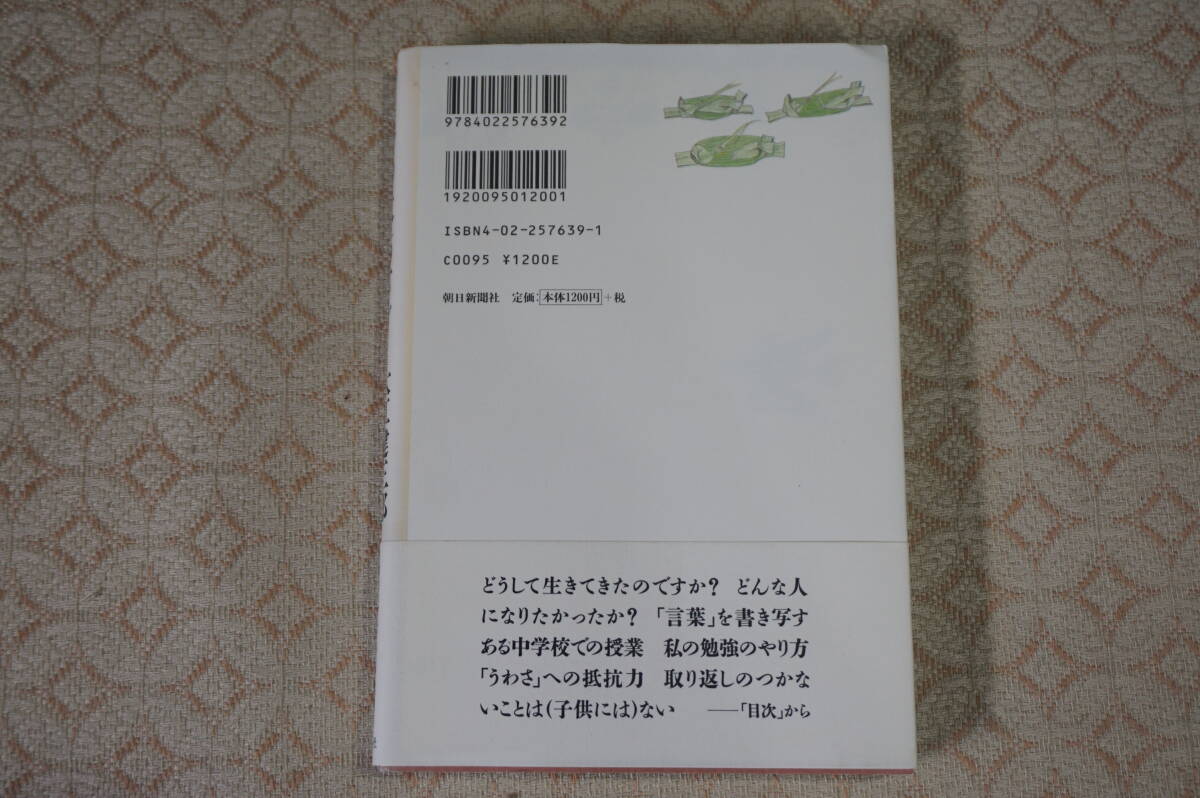 9784022576392
1920095012001
ISBN4-02-257639-1
C0095 ¥1200E
朝日新聞社 定価：本体1200円+税
どうして生きてきたのですか？ どんな人
になりたかったか？「言葉」を書き写す
ある中学校での授業 私の勉強のやり方
「うわさ」への抵抗力 取り返しのつかな
いことは(子供には)ない ——「目次」から